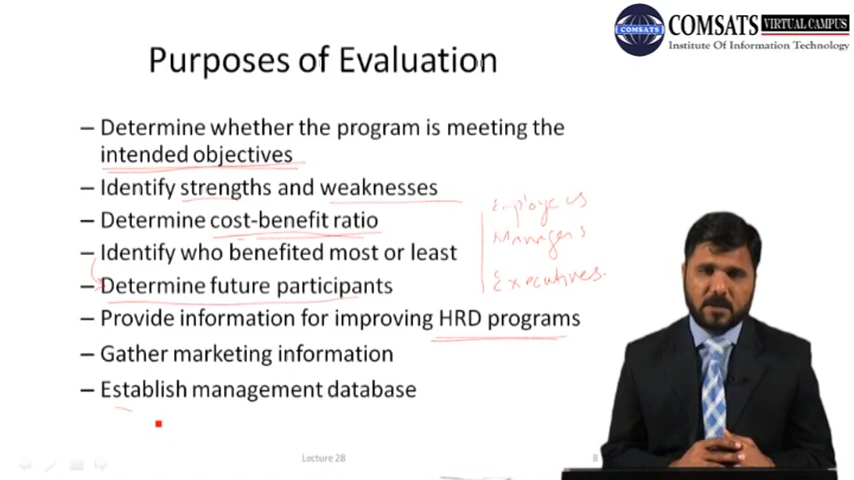 COMSATS
COMSATS VIRTUAL CAMPUS
Institute Of Information Technology
Purposes of Evaluation
– Determine whether the program is meeting the
intended objectives
– Identify strengths and weaknesses
– Determine cost-benefit ratio
– Identify who benefited most or least
– Determine future participants
– Provide information for improving HRD programs
– Gather marketing information
– Establish management database
Employees
Managers
Executives.
Lecture 28
8